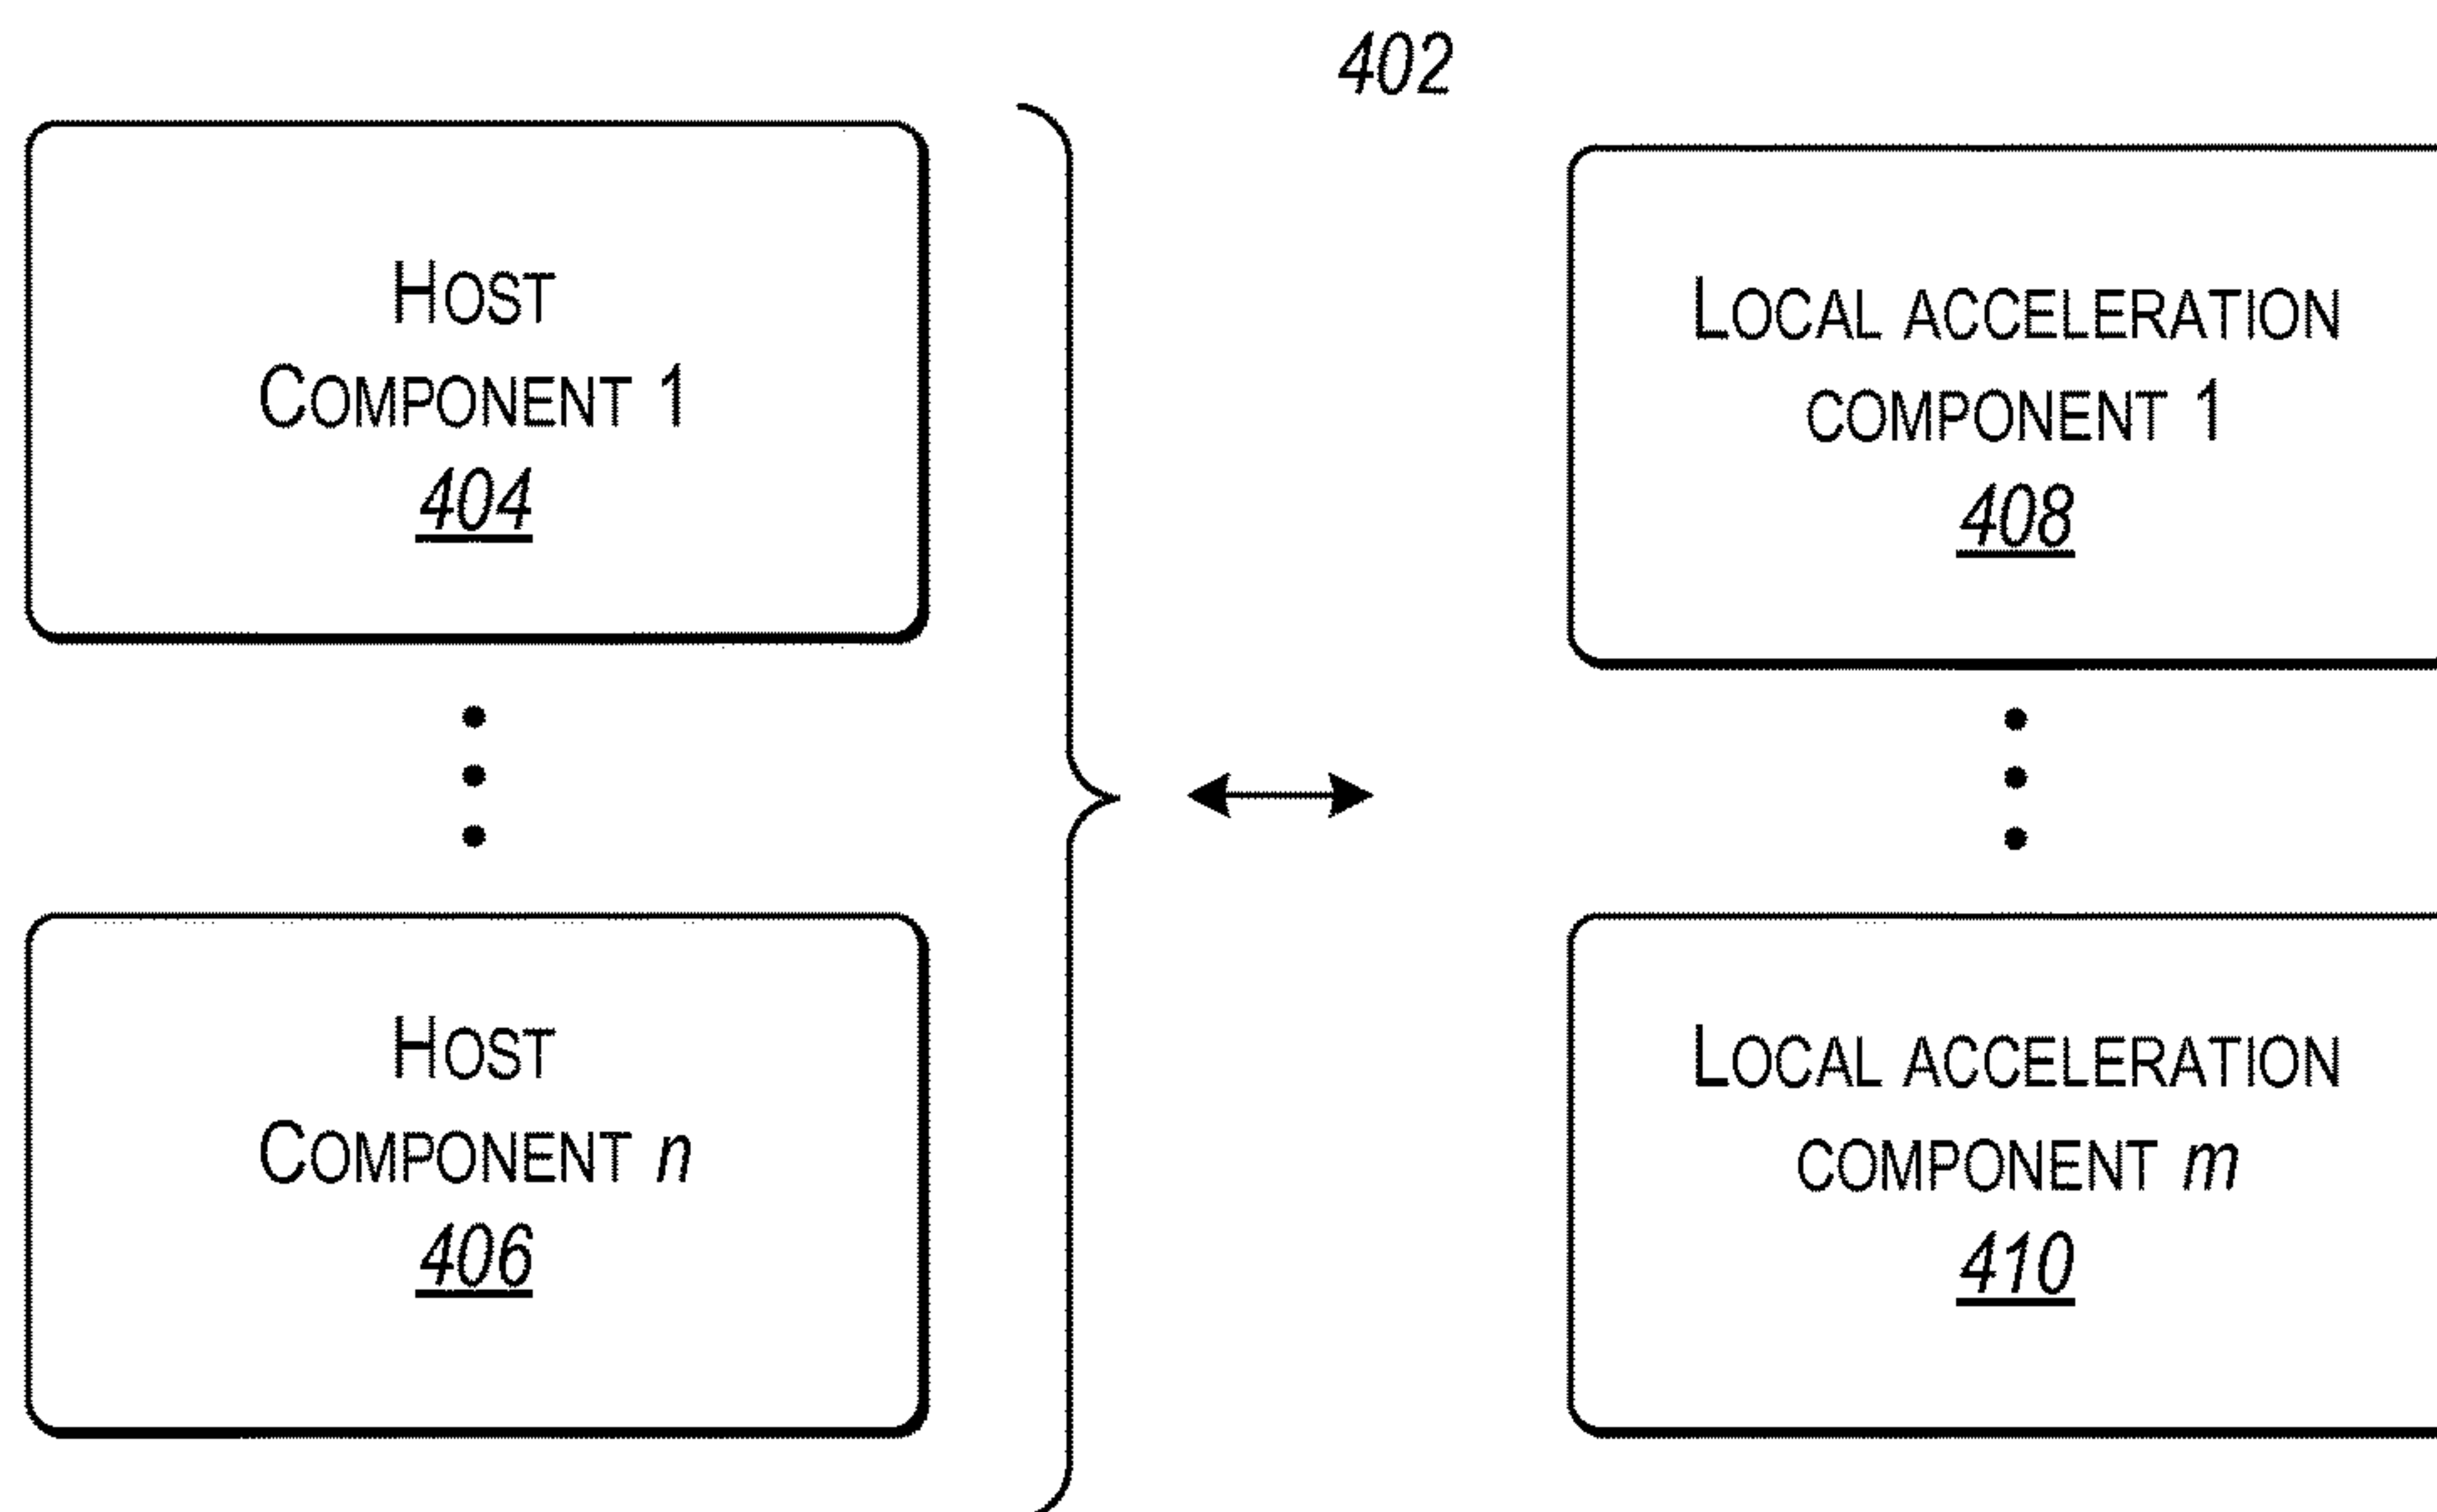 402
Host
Component 1
404
Host
Component n
406
Local acceleration
component 1
408
Local acceleration
component m
410